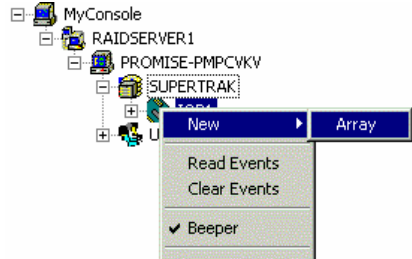 MyConsole
RAIDSERVER1
PROMISE-PMPCVKV
SUPERTRAK
New
Array
U
Read Events
Clear Events
Beeper